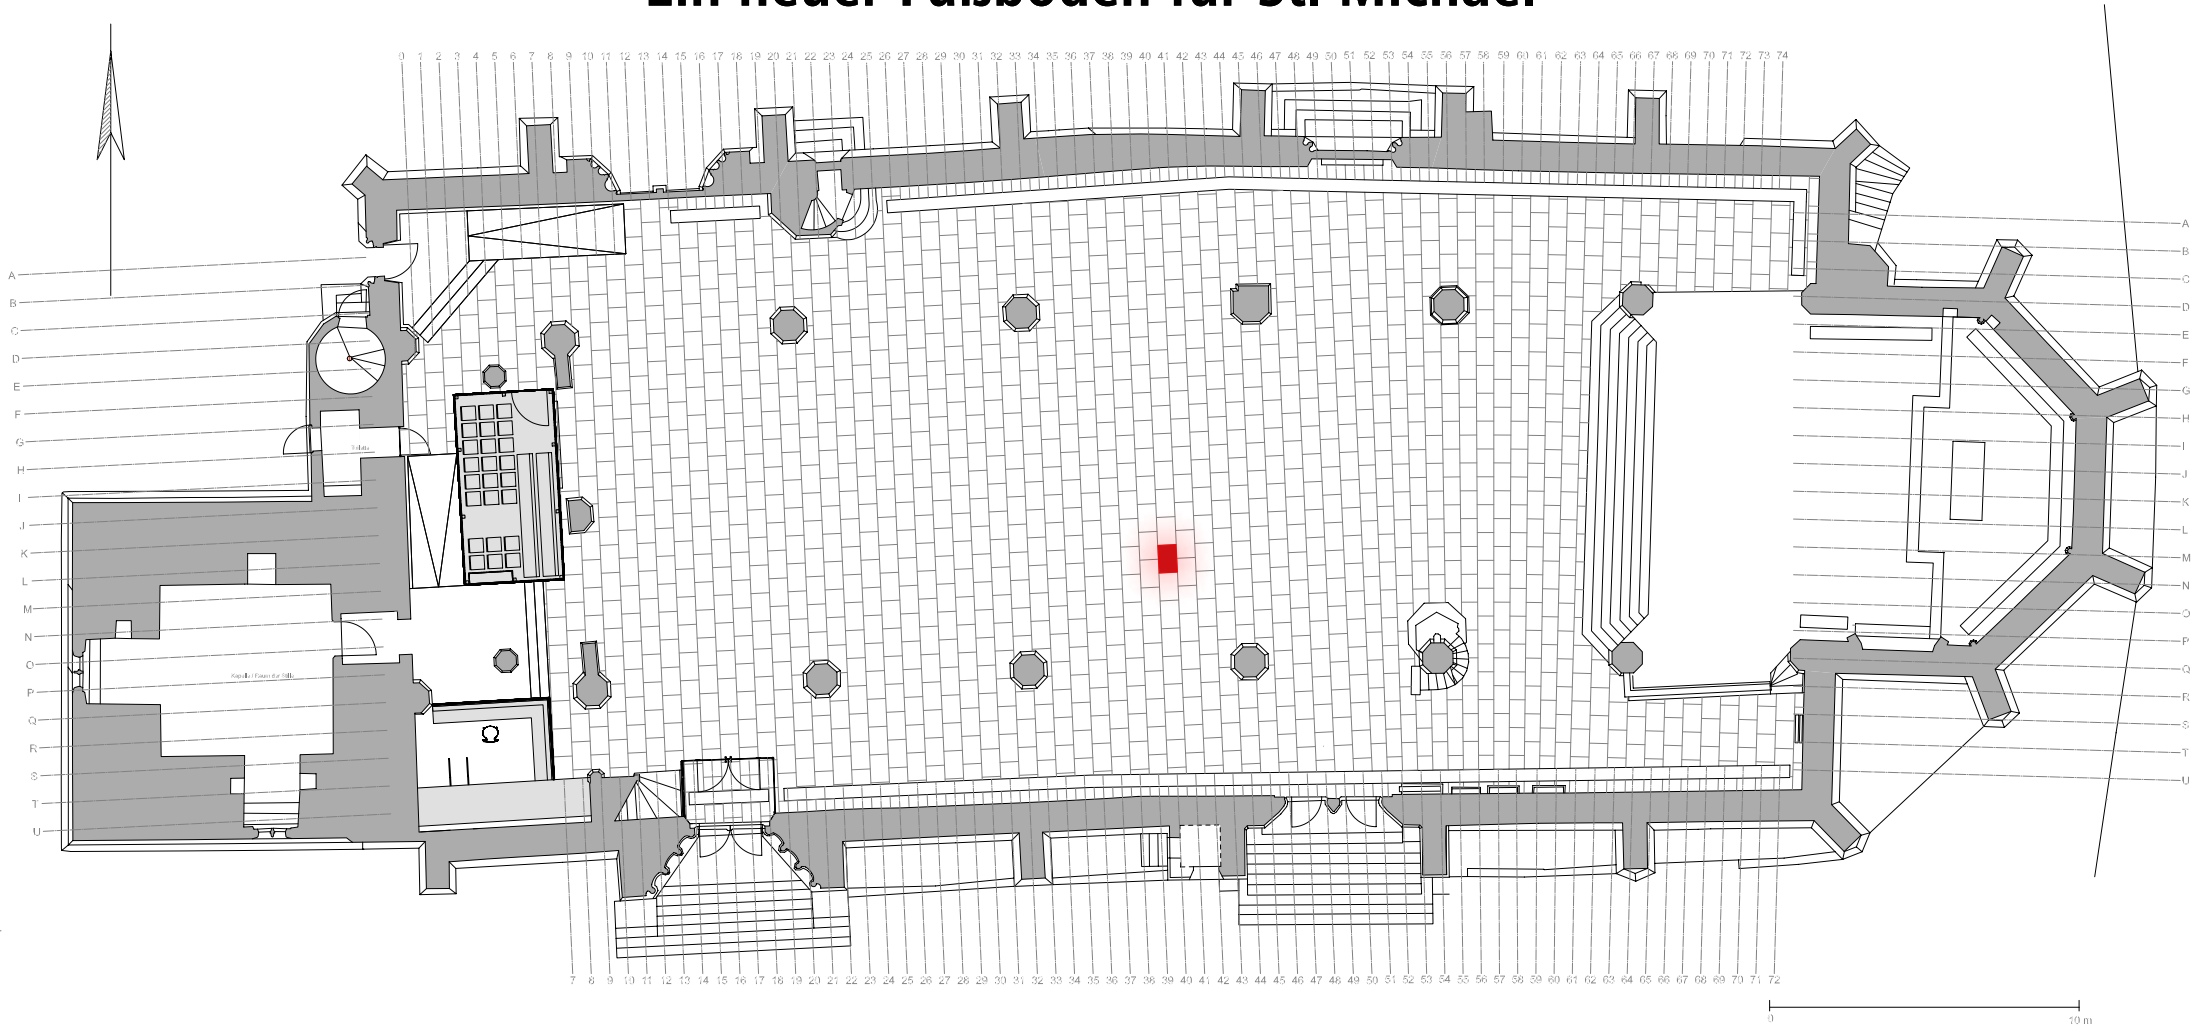 Ein neuer Fußboden für St. Michael
0 1 2 3 4 5 6 7 8 9 10 11 12 13 14 15 16 17 18 19 20 21 22 23 24 25 26 27 28 29 30 31 32 33 34 35 36 37 38 39 40 41 42 43 44 45 46 47 48 49 50 51 52 53 54 55 56 57 58 59 60 61 62 63 64 65 66 67 68 69 70 71 72 73 74
A A
B B
C C
D D
E E
F F
G G
H H
I I
J J
K K
L L
M M
N N
O O
P P
Q Q
R R
S S
T T
U U
Kapelle / Raum der Stille
7 8 9 10 11 12 13 14 15 16 17 18 19 20 21 22 23 24 25 26 27 28 29 30 31 32 33 34 35 36 37 38 39 40 41 42 43 44 45 46 47 48 49 50 51 52 53 54 55 56 57 58 59 60 61 62 63 64 65 66 67 68 69 70 71 72
0 10 m